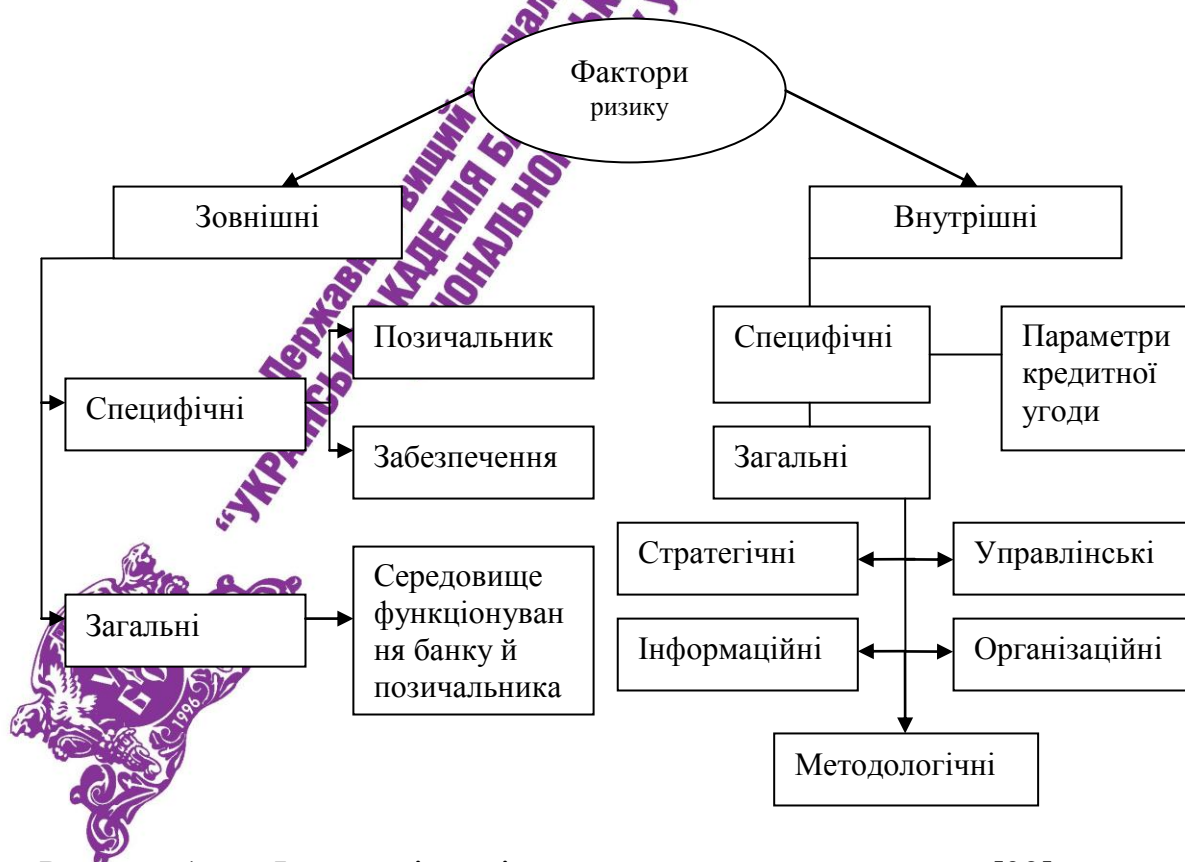 Фактори
ризику
Зовнішні
Внутрішні
Позичальник
Специфічні
Забезпечення
Загальні
Середовище
функціонуван
ня банку й
позичальника
Специфічні
Параметри
кредитної
угоди
Загальні
Стратегічні
Управлінські
Інформаційні
Організаційні
Методологічні
1996